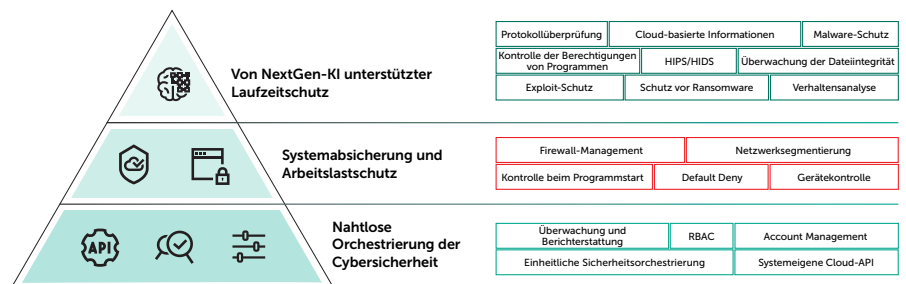 Von NextGen-KI unterstützter
Laufzeitschutz
Protokollüberprüfung
Cloud-basierte Informationen
Malware-Schutz
Kontrolle der Berechtigungen
von Programmen
HIPS/HIDS
Überwachung der Dateiintegrität
Exploit-Schutz
Schutz vor Ransomware
Verhaltensanalyse
Systemabsicherung und
Arbeitslastschutz
Firewall-Management
Netzwerksegmentierung
Kontrolle beim Programmstart
Default Deny
Gerätekontrolle
API
Nahtlose
Orchestrierung der
Cybersicherheit
Überwachung und
Berichterstattung
RBAC
Account Management
Einheitliche Sicherheitsorchestrierung
Systemeigene Cloud-API